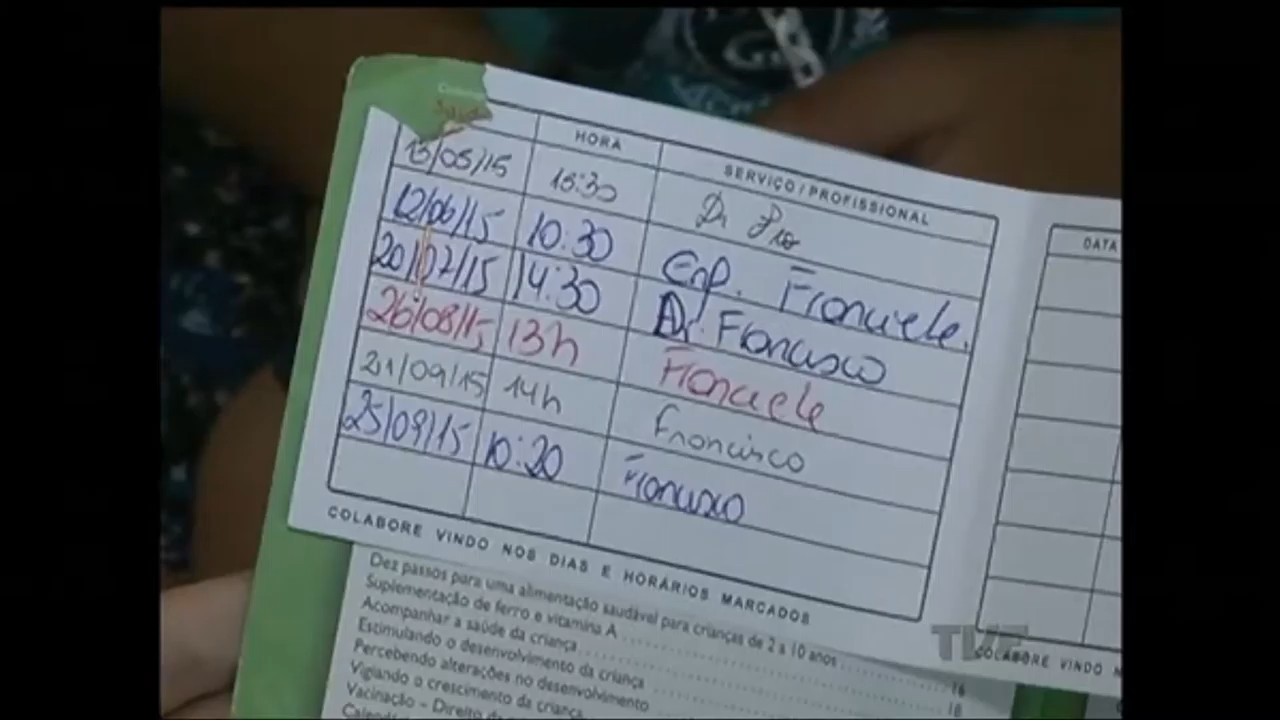 HORA SERVIÇO/PROFISSIONAL
13/05/15 15:30 Dr
12/06/15 10:30 Enf. Franciele.
20/07/15 14:30 Dr. Francisco
26/08/15 13h Franciele
21/09/15 14h Francisco
25/09/15 10:20 Francisco
COLABORE VINDO NOS DIAS E HORÁRIOS MARCADOS
DATA
COLABORE VINDO N
Dez passos para uma alimentação saudável para crianças de 2 a 10 anos
Suplementação de ferro e vitamina A 16
Acompanhar a saúde da criança 18
Estimulando o desenvolvimento da criança
Percebendo alterações no desenvolvimento
Vigiando o crescimento da criança
Vacinação - Direito
TVE